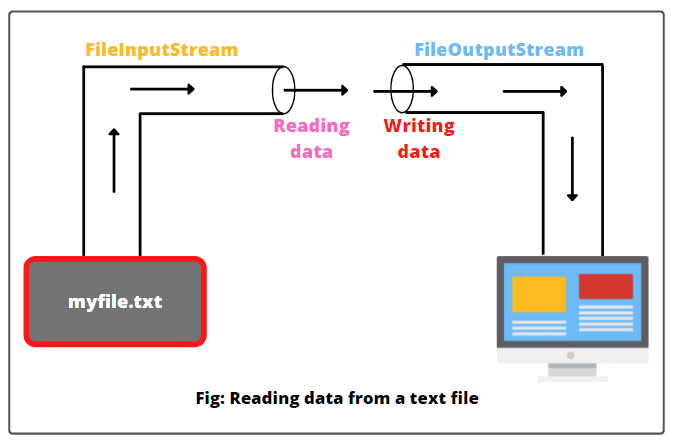 FileInputStream
FileOutputStream
Reading
data
Writing
data
myfile.txt
Fig: Reading data from a text file